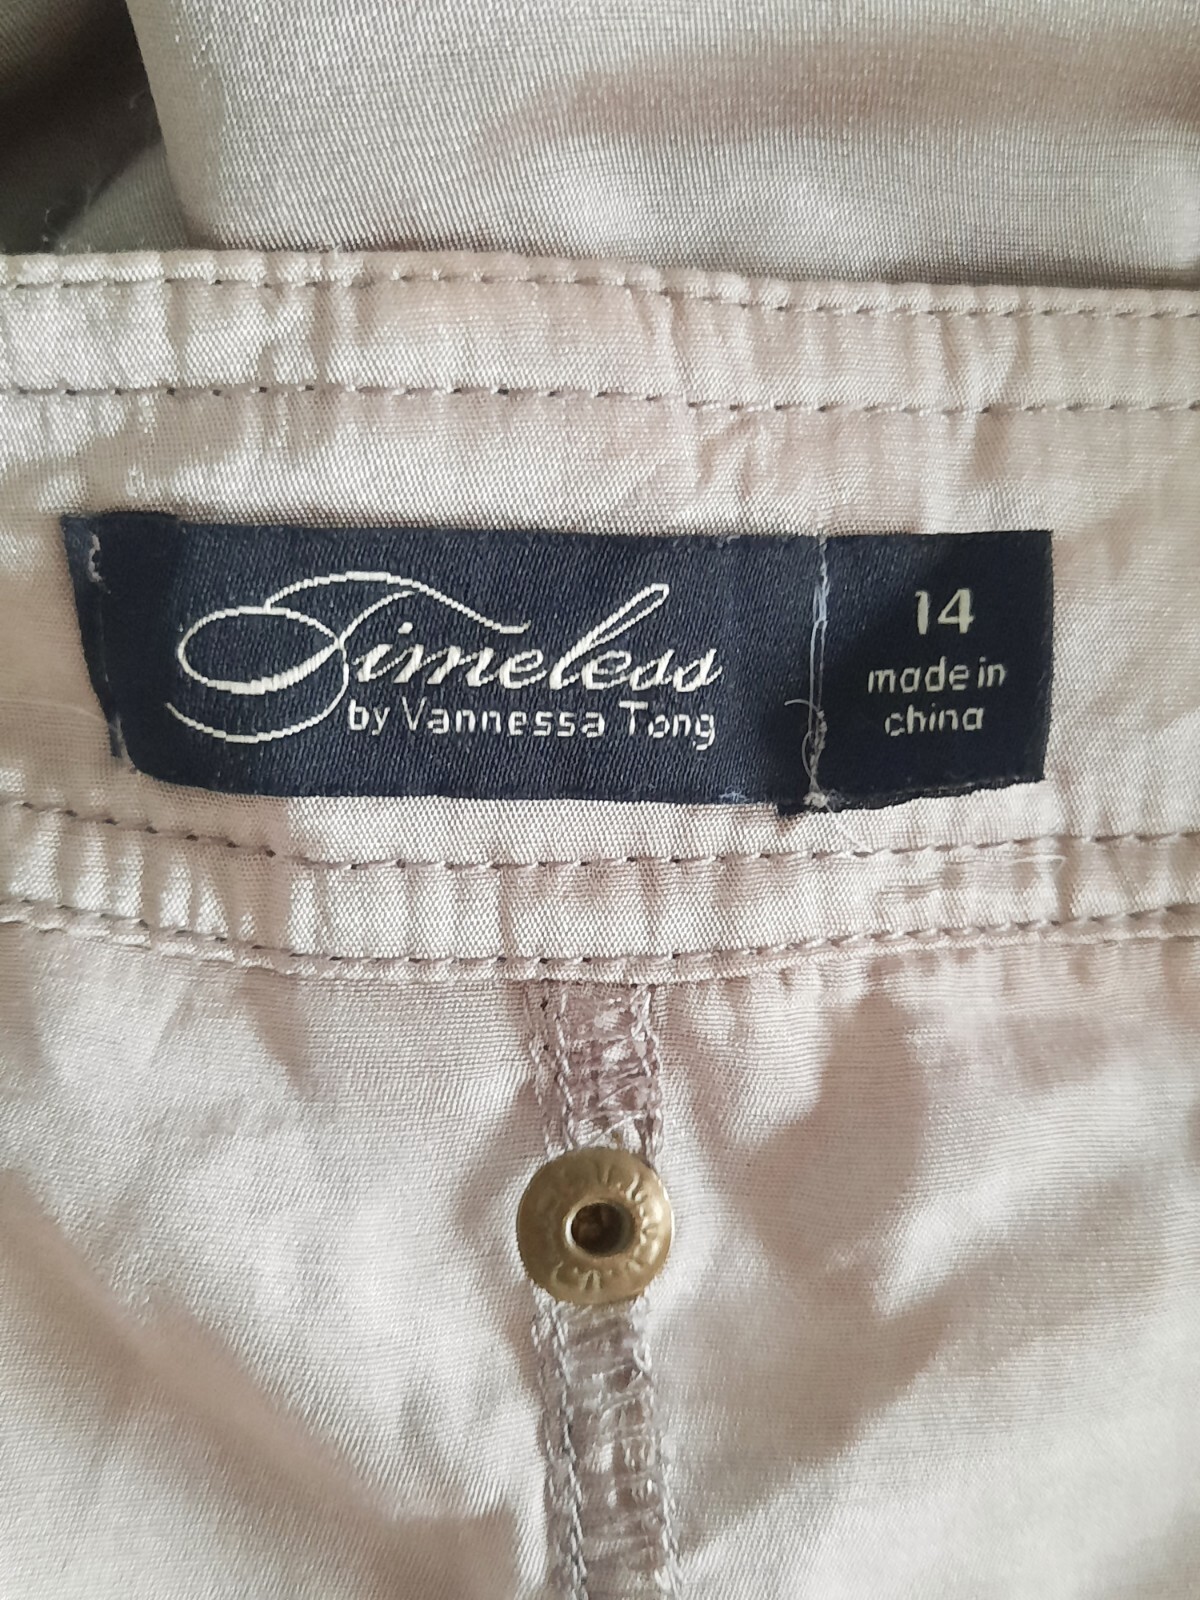 Timeless
by Vannessa Tong
14
made in
china